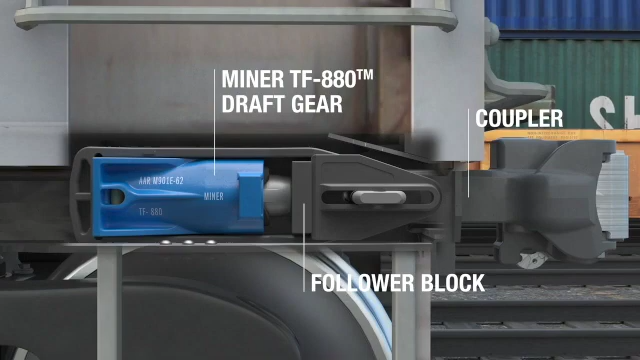 MINER TF-880™
DRAFT GEAR
COUPLER
AAR M901E-62
MINER
TF- 880
FOLLOWER BLOCK